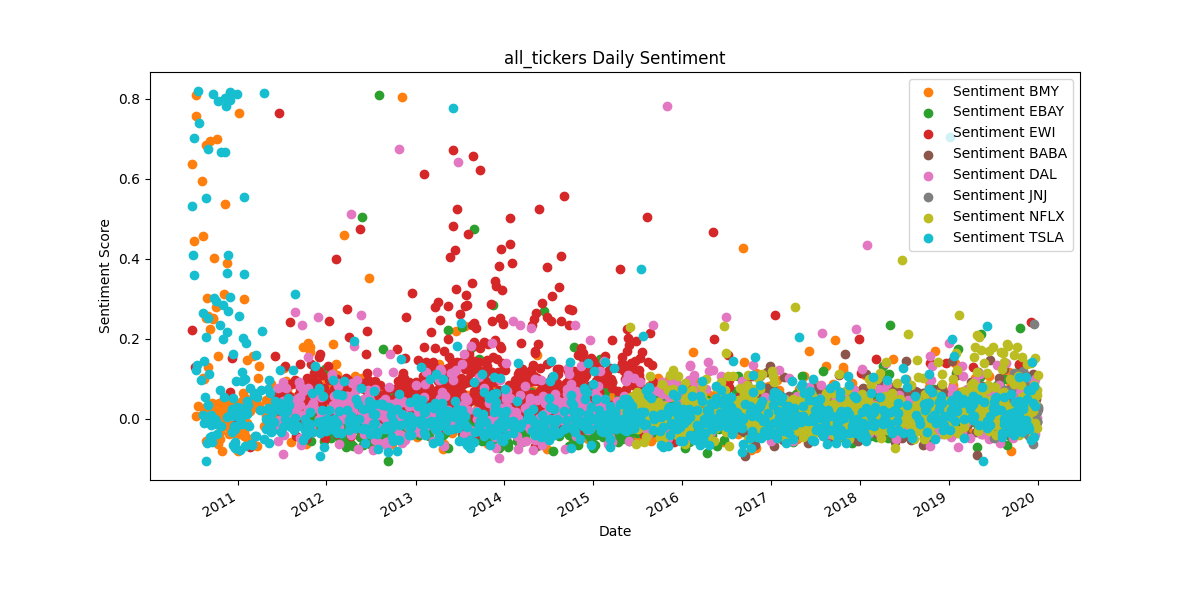 all_tickers Daily Sentiment
Sentiment BMY
Sentiment EBAY
Sentiment EWI
Sentiment BABA
Sentiment DAL
Sentiment JNJ
Sentiment NFLX
Sentiment TSLA
Sentiment Score
0.8
0.6
0.4
0.2
0.0
2011
2012
2013
2014
2015
2016
2017
2018
2019
2020
Date